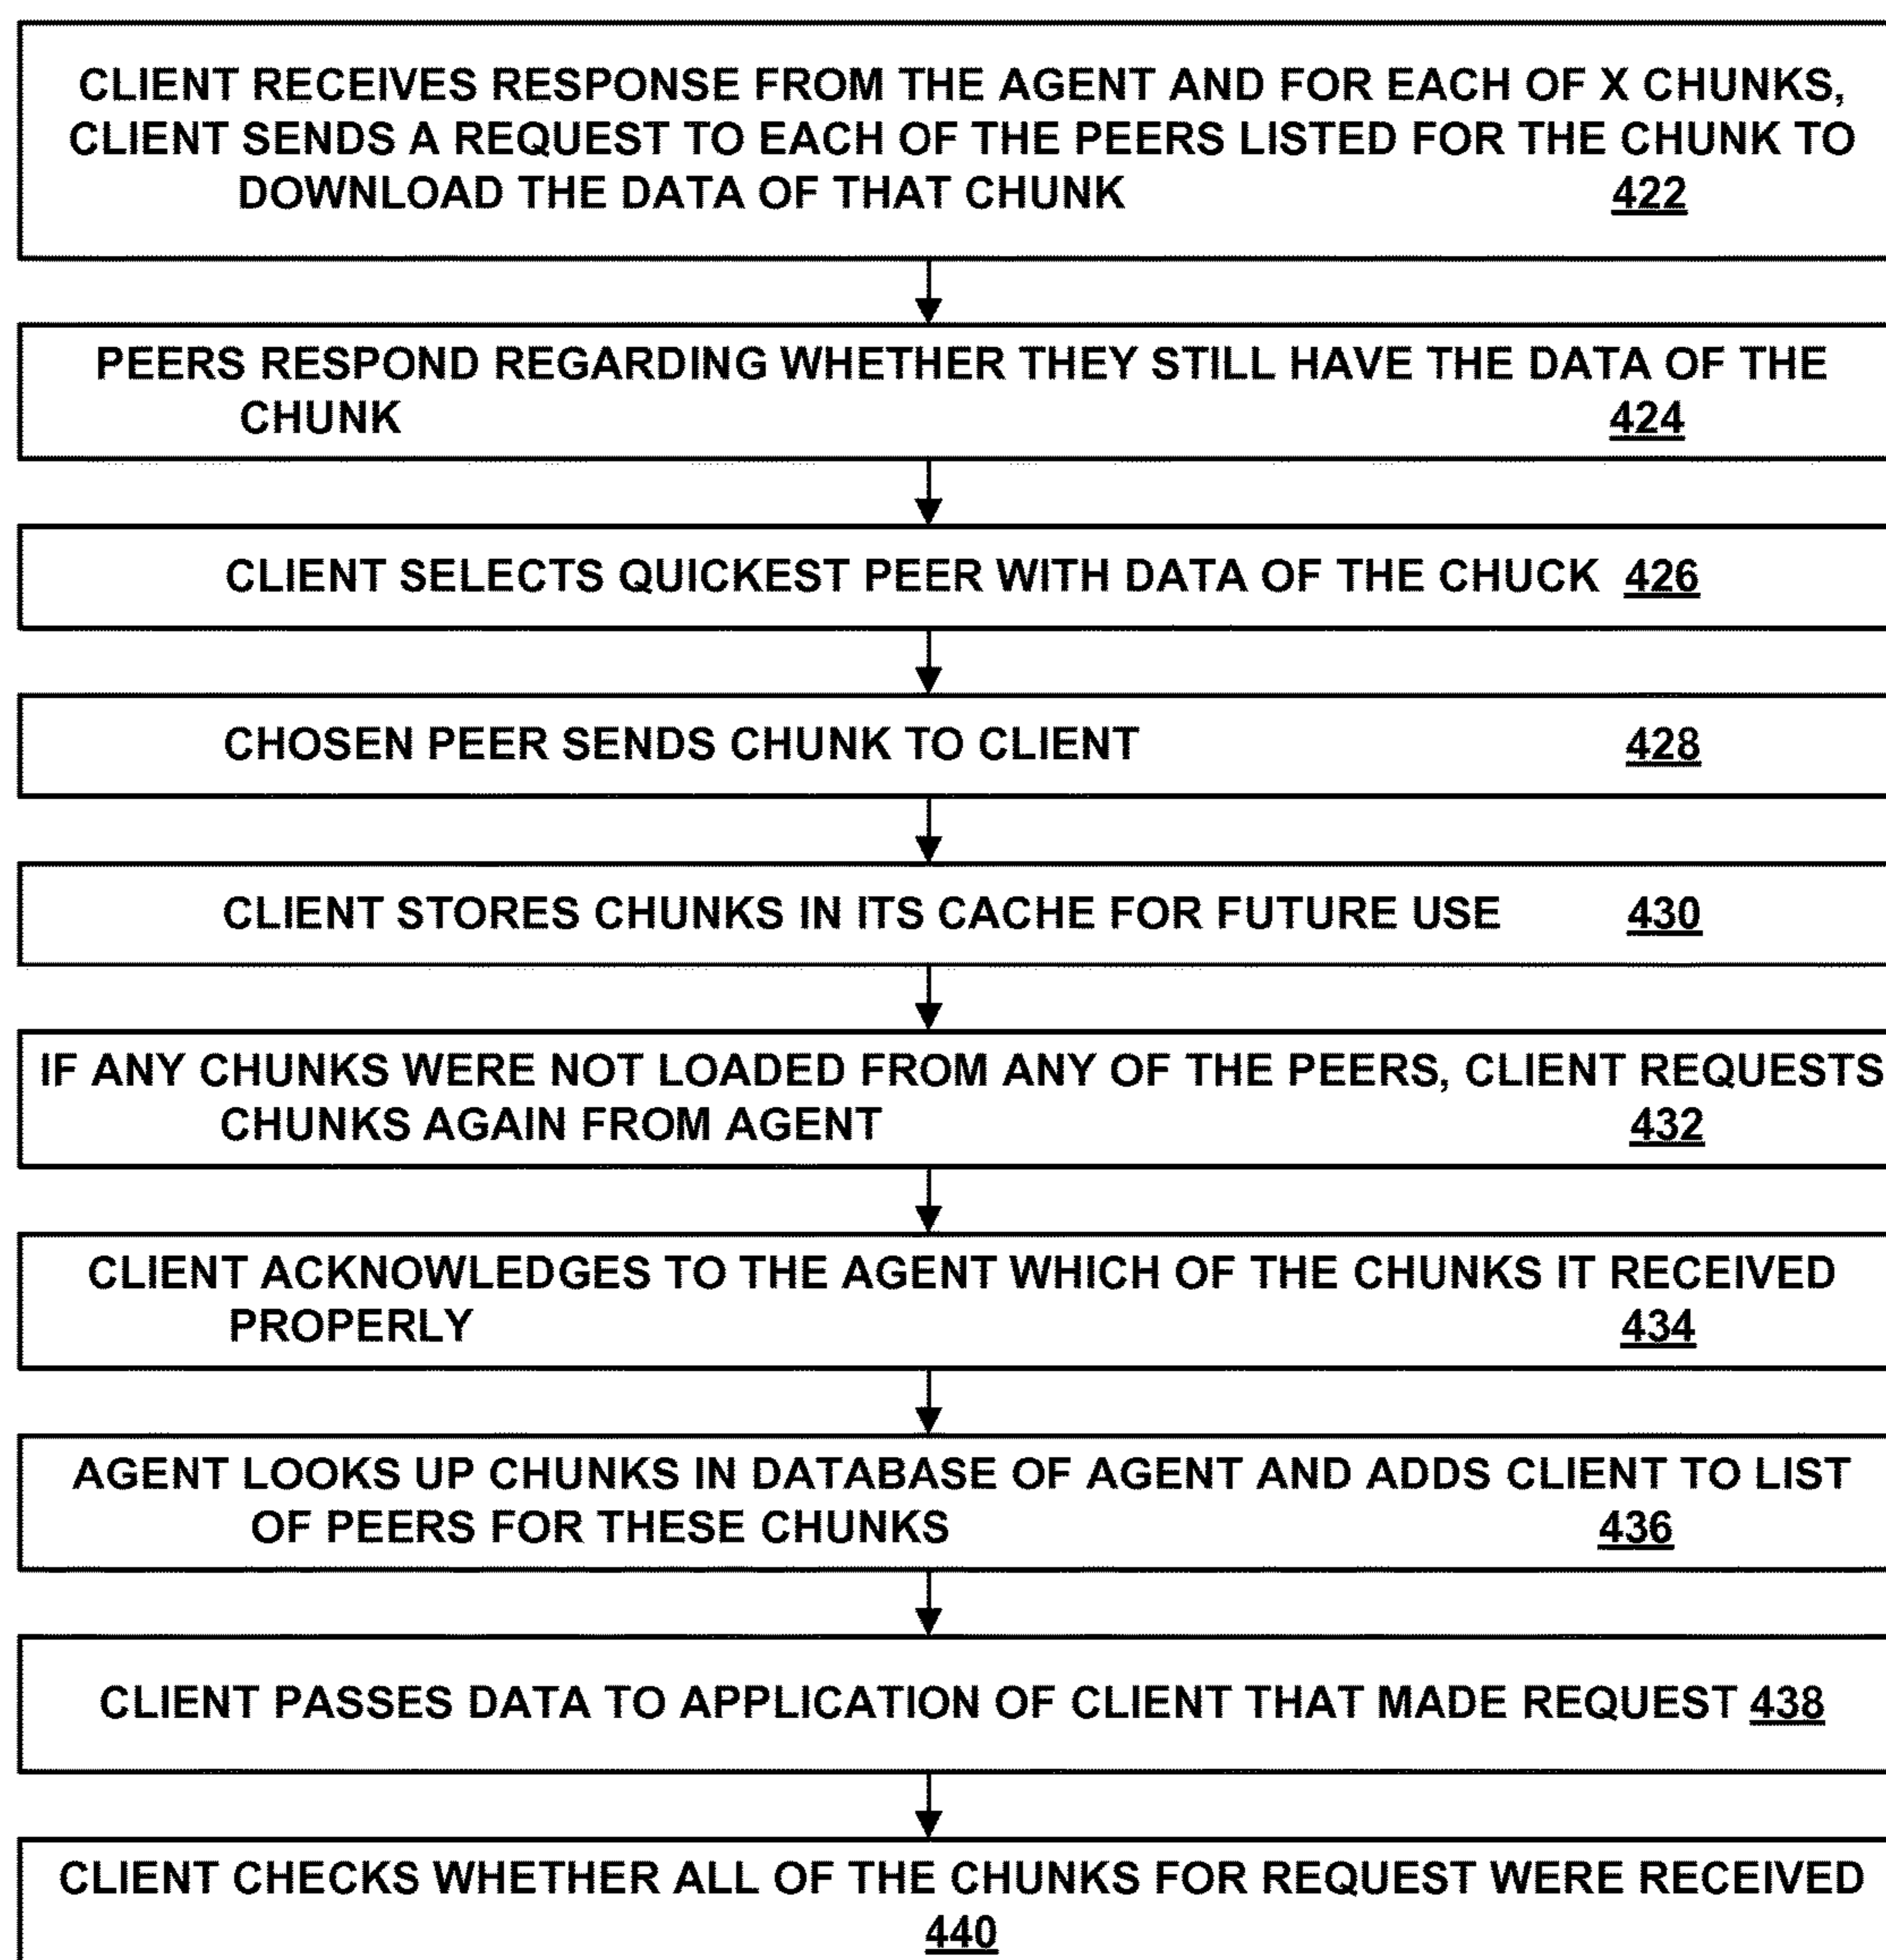 CLIENT RECEIVES RESPONSE FROM THE AGENT AND FOR EACH OF X CHUNKS,
CLIENT SENDS A REQUEST TO EACH OF THE PEERS LISTED FOR THE CHUNK TO
DOWNLOAD THE DATA OF THAT CHUNK 422
PEERS RESPOND REGARDING WHETHER THEY STILL HAVE THE DATA OF THE
CHUNK 424
CLIENT SELECTS QUICKEST PEER WITH DATA OF THE CHUCK 426
CHOSEN PEER SENDS CHUNK TO CLIENT 428
CLIENT STORES CHUNKS IN ITS CACHE FOR FUTURE USE 430
IF ANY CHUNKS WERE NOT LOADED FROM ANY OF THE PEERS, CLIENT REQUESTS
CHUNKS AGAIN FROM AGENT 432
CLIENT ACKNOWLEDGES TO THE AGENT WHICH OF THE CHUNKS IT RECEIVED
PROPERLY 434
AGENT LOOKS UP CHUNKS IN DATABASE OF AGENT AND ADDS CLIENT TO LIST
OF PEERS FOR THESE CHUNKS 436
CLIENT PASSES DATA TO APPLICATION OF CLIENT THAT MADE REQUEST 438
CLIENT CHECKS WHETHER ALL OF THE CHUNKS FOR REQUEST WERE RECEIVED
440